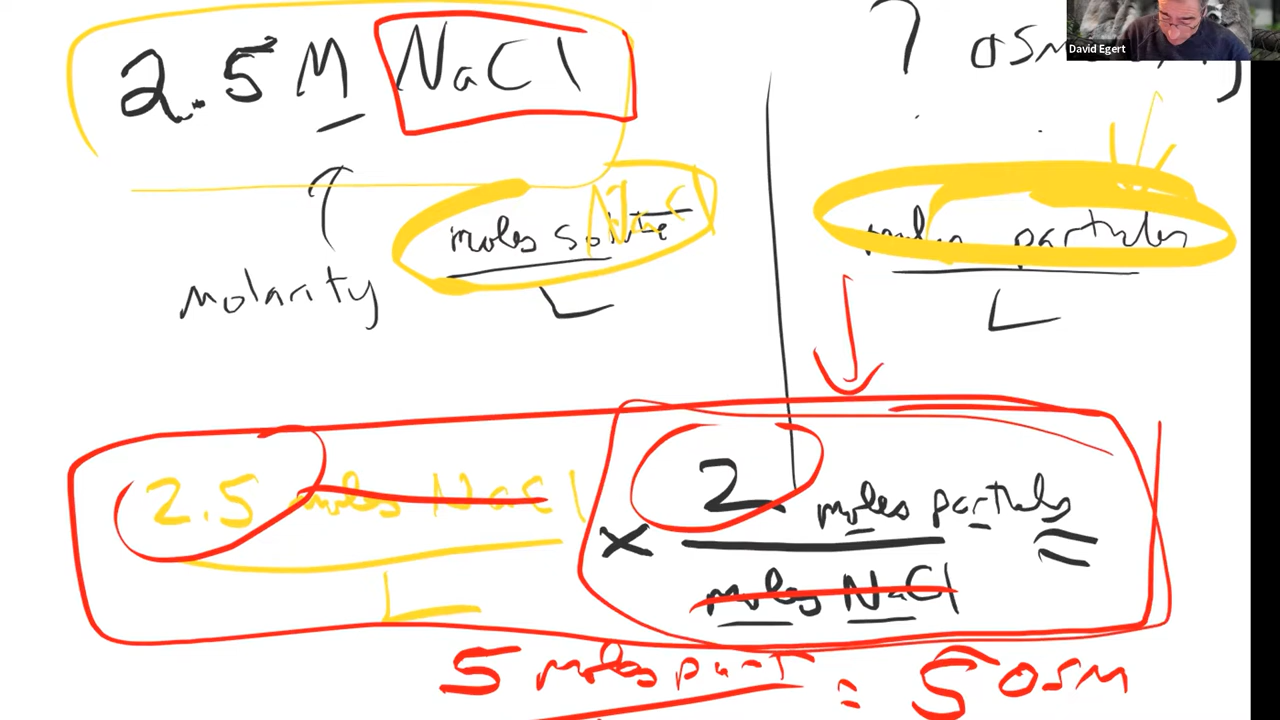 2.5 M NaCl
? OSM
David Egert
moles solute NaCl
L
molarity
moles particles
L
2.5 moles NaCl
L
x 2 moles particles =
moles NaCl
5 moles part = 5 OSM